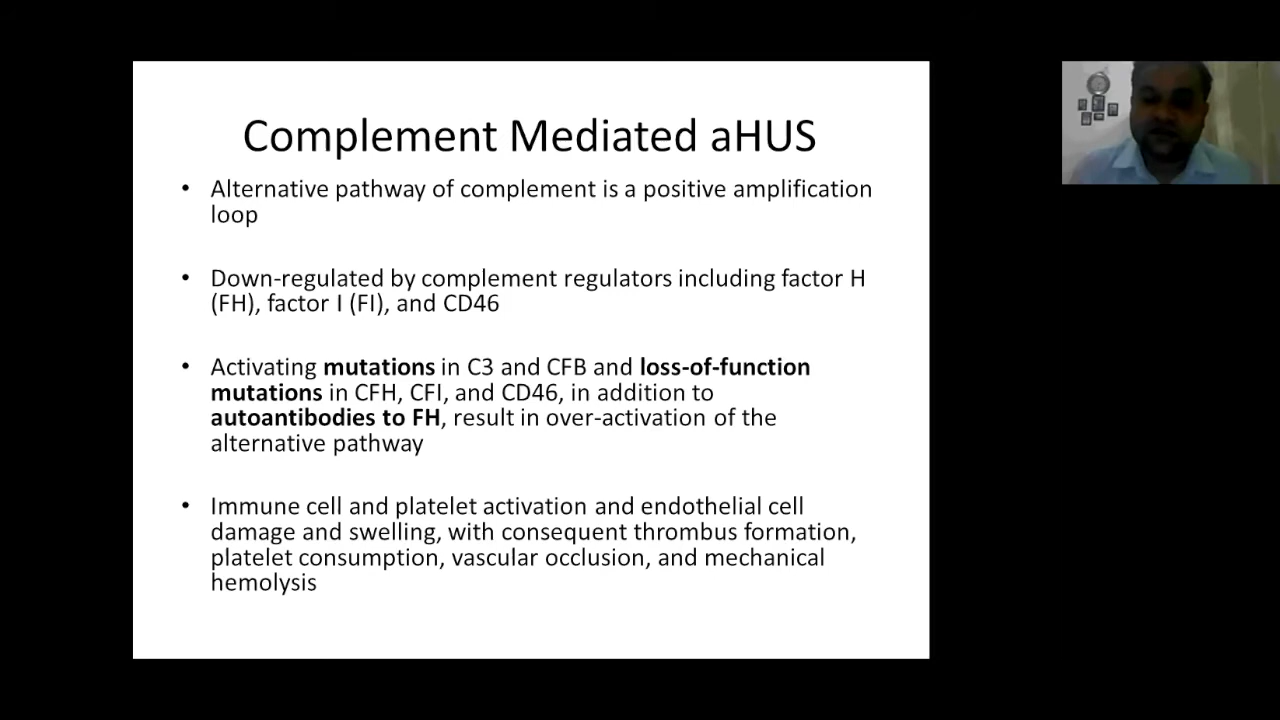 Complement Mediated aHUS
• Alternative pathway of complement is a positive amplification
loop
• Down-regulated by complement regulators including factor H
(FH), factor I (FI), and CD46
• Activating mutations in C3 and CFB and loss-of-function
mutations in CFH, CFI, and CD46, in addition to
autoantibodies to FH, result in over-activation of the
alternative pathway
• Immune cell and platelet activation and endothelial cell
damage and swelling, with consequent thrombus formation,
platelet consumption, vascular occlusion, and mechanical
hemolysis